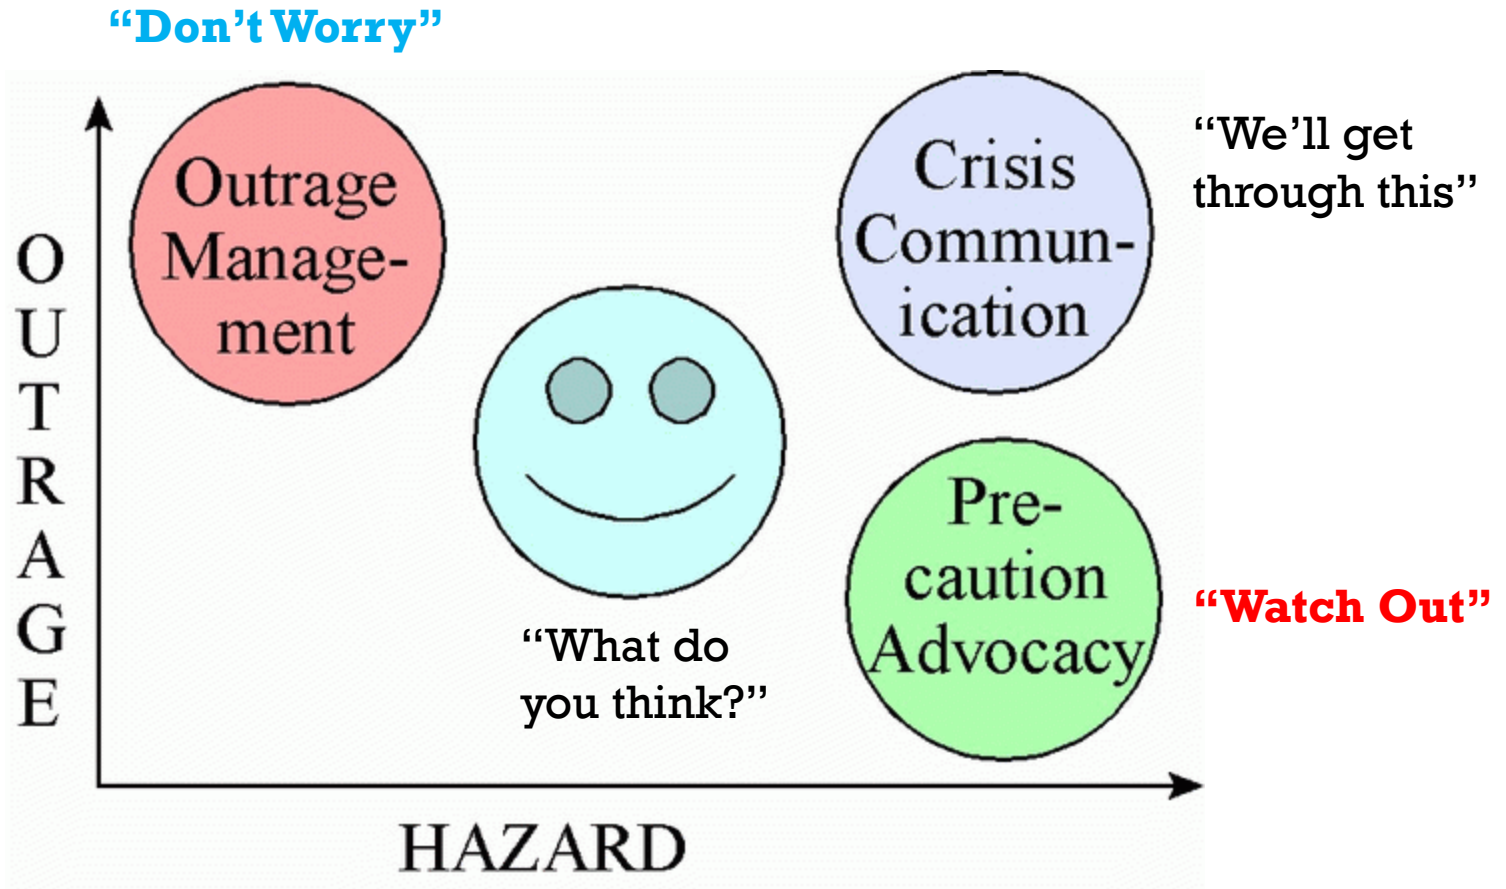 “Don’t Worry”
Outrage
Manage-
ment
Crisis
Commun-
ication
“We’ll get
through this”
OUTRAGE
Pre-
caution
Advocacy
“Watch Out”
“What do
you think?”
HAZARD